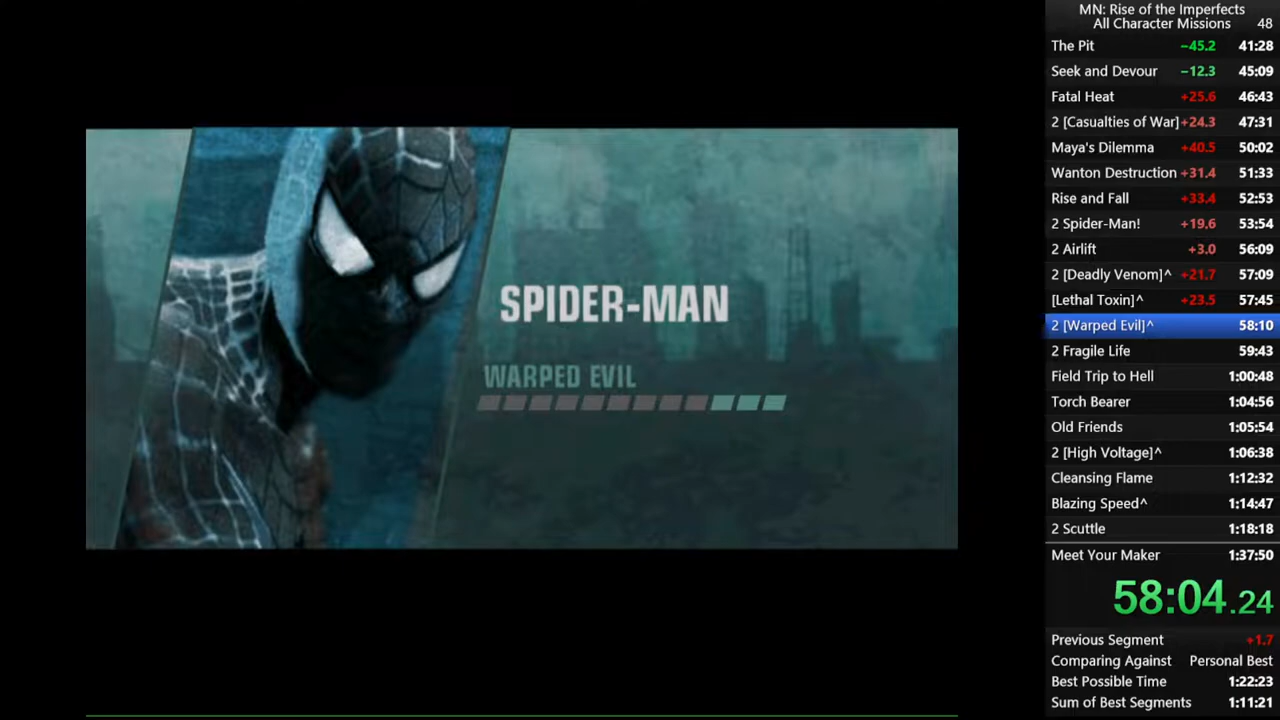 SPIDER-MAN
WARPED EVIL
MN: Rise of the Imperfects
All Character Missions 48
The Pit −45.2 41:28
Seek and Devour −12.3 45:09
Fatal Heat +25.6 46:43
2 [Casualties of War] +24.3 47:31
Maya's Dilemma +40.5 50:02
Wanton Destruction +31.4 51:33
Rise and Fall +33.4 52:53
2 Spider-Man! +19.6 53:54
2 Airlift +3.0 56:09
2 [Deadly Venom]^ +21.7 57:09
[Lethal Toxin]^ +23.5 57:45
2 [Warped Evil]^ 58:10
2 Fragile Life 59:43
Field Trip to Hell 1:00:48
Torch Bearer 1:04:56
Old Friends 1:05:54
2 [High Voltage]^ 1:06:38
Cleansing Flame 1:12:32
Blazing Speed^ 1:14:47
2 Scuttle 1:18:18
Meet Your Maker 1:37:50
58:04.24
Previous Segment +1.7
Comparing Against Personal Best
Best Possible Time 1:22:23
Sum of Best Segments 1:11:21